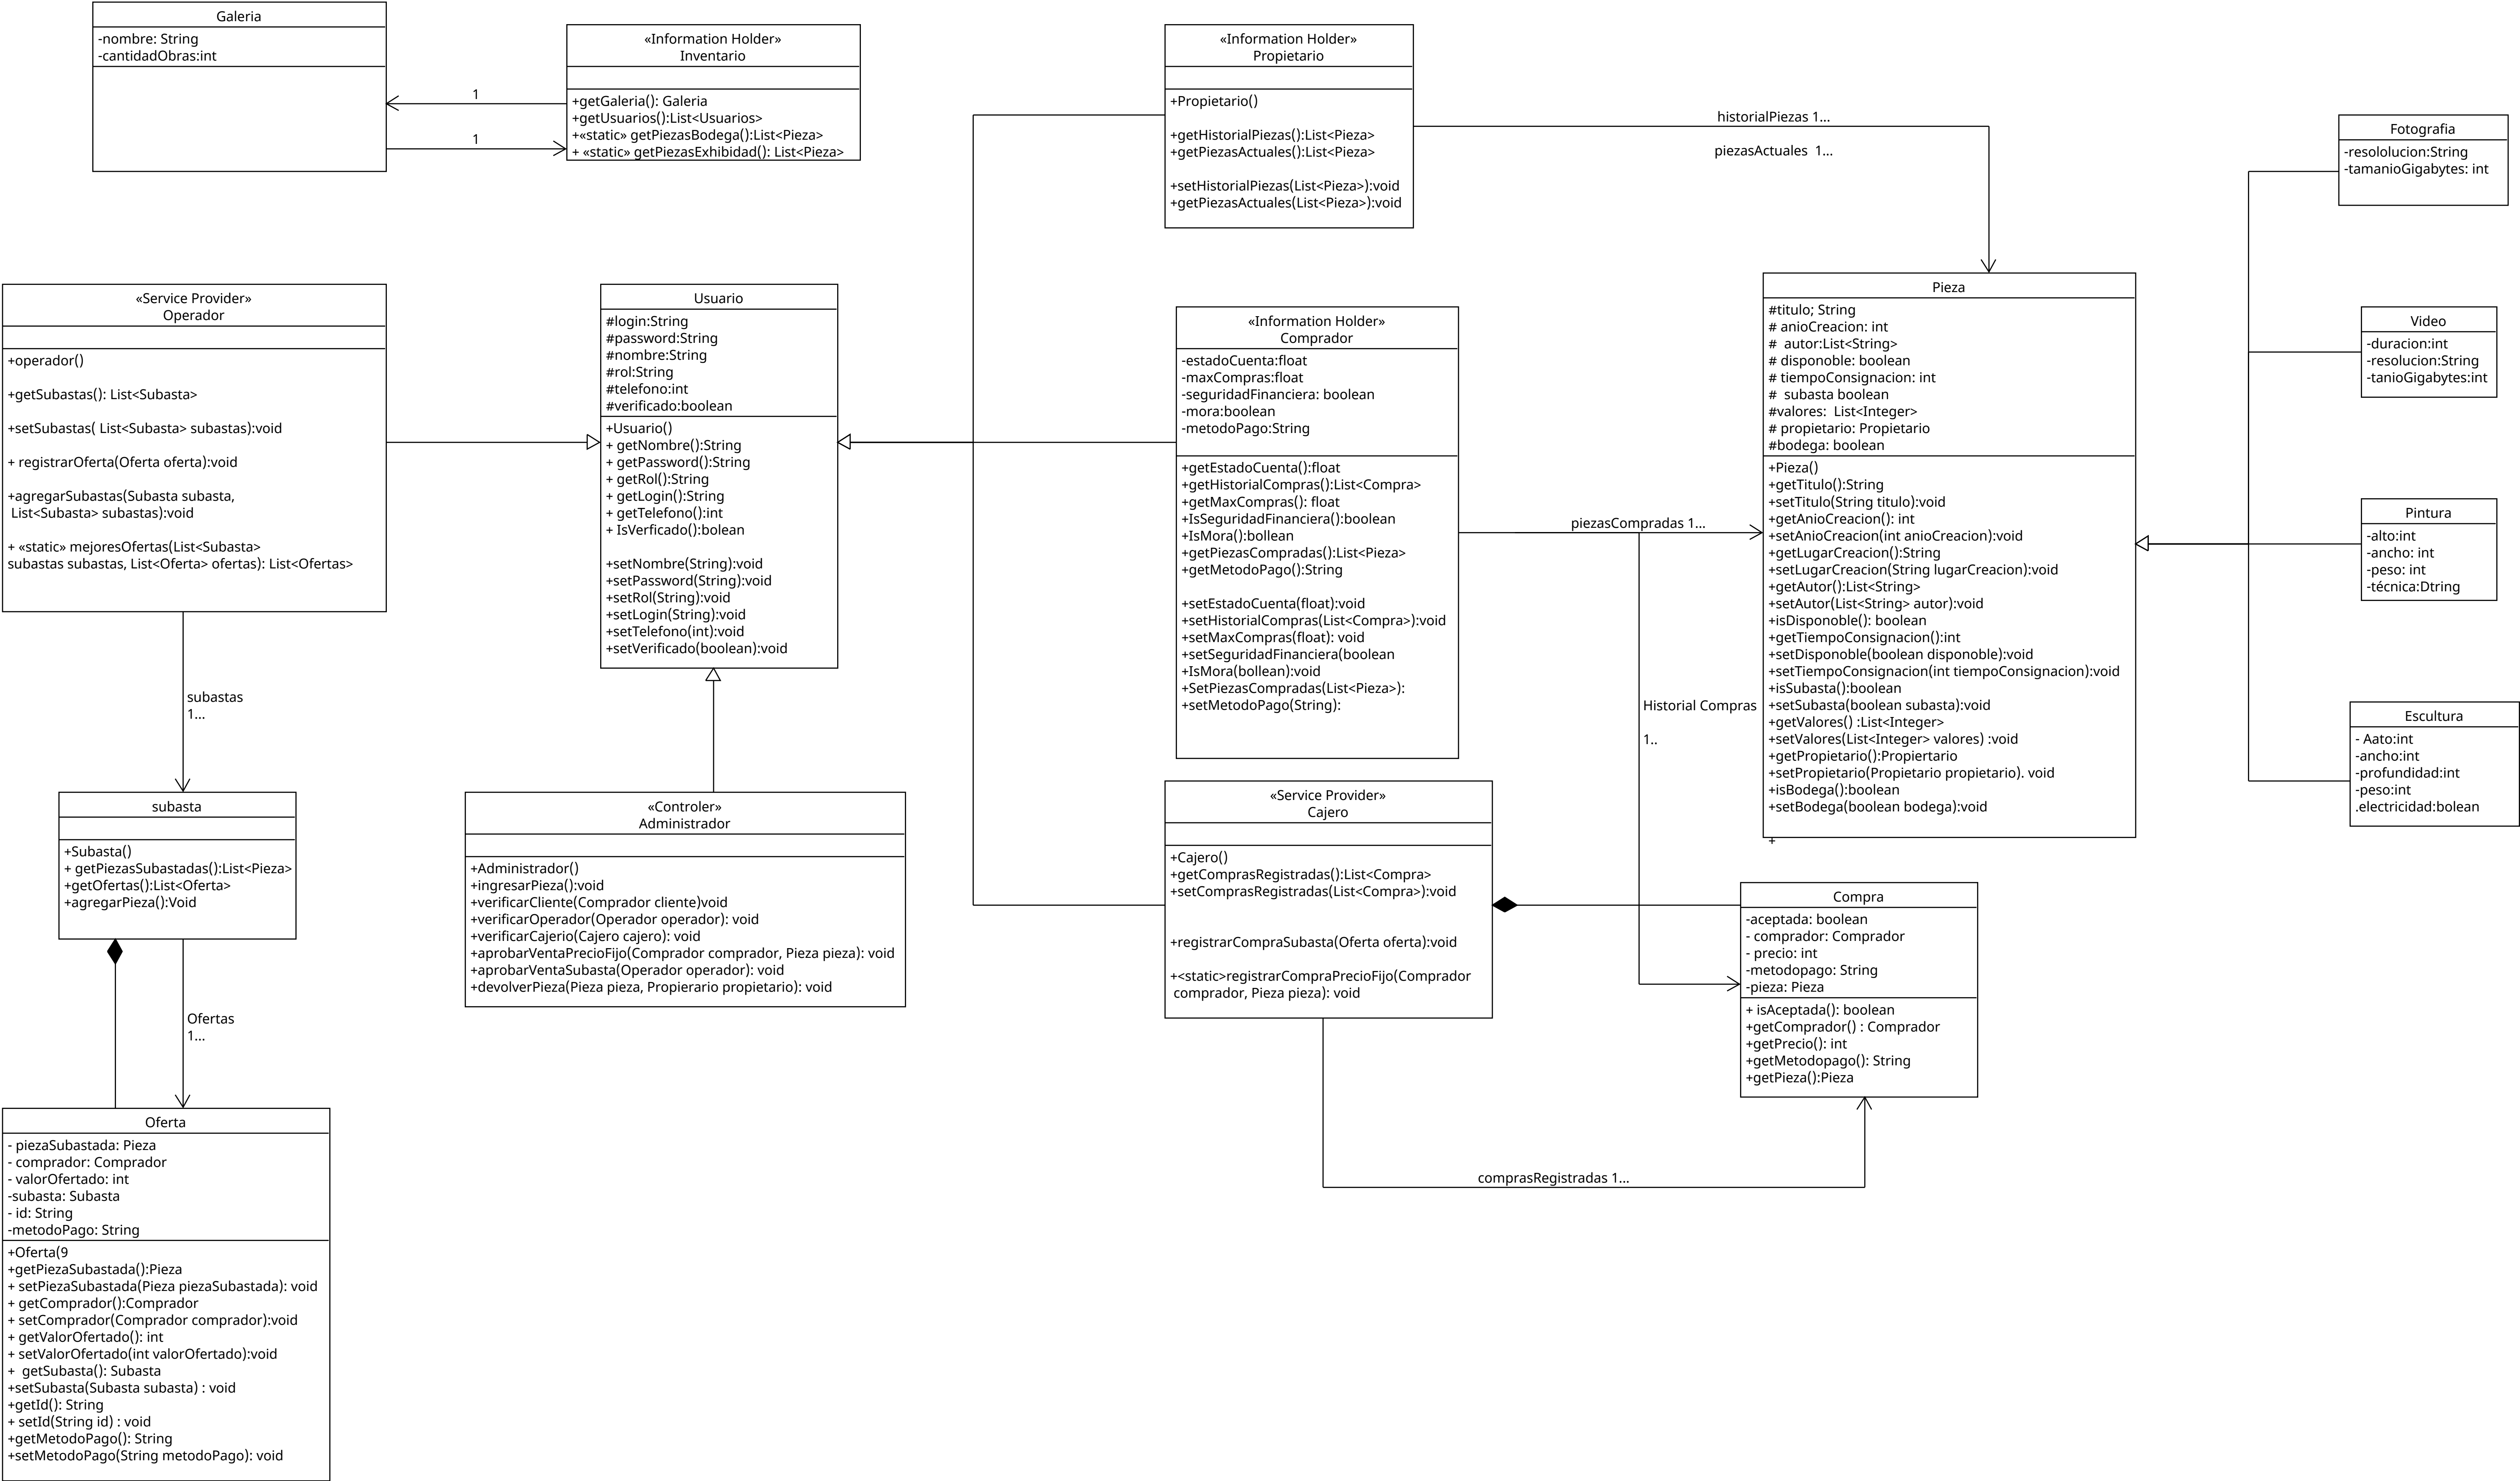 Galeria
-nombre: String
-cantidadObras:int
1
1
«Information Holder»
Inventario
+getGaleria(): Galeria
+getUsuarios():List<Usuarios>
+«static» getPiezasBodega():List<Pieza>
+ «static» getPiezasExhibidad(): List<Pieza>
«Information Holder»
Propietario
+Propietario()
+getHistorialPiezas():List<Pieza>
+getPiezasActuales():List<Pieza>
+setHistorialPiezas(List<Pieza>):void
+getPiezasActuales(List<Pieza>):void
historialPiezas 1...
piezasActuales  1...
Fotografia
-resololucion:String
-tamanioGigabytes: int
«Service Provider»
Operador
+operador()
+getSubastas(): List<Subasta>
+setSubastas( List<Subasta> subastas):void
+ registrarOferta(Oferta oferta):void
+agregarSubastas(Subasta subasta,
List<Subasta> subastas):void
+ «static» mejoresOfertas(List<Subasta>
subastas subastas, List<Oferta> ofertas): List<Ofertas>
Usuario
#login:String
#password:String
#nombre:String
#rol:String
#telefono:int
#verificado:boolean
+Usuario()
+ getNombre():String
+ getPassword():String
+ getRol():String
+ getLogin():String
+ getTelefono():int
+ IsVerficado():bolean
+setNombre(String):void
+setPassword(String):void
+setRol(String):void
+setLogin(String):void
+setTelefono(int):void
+setVerificado(boolean):void
«Information Holder»
Comprador
-estadoCuenta:float
-maxCompras:float
-seguridadFinanciera: boolean
-mora:boolean
-metodoPago:String
+getEstadoCuenta():float
+getHistorialCompras():List<Compra>
+getMaxCompras(): float
+IsSeguridadFinanciera():boolean
+IsMora():bollean
+getPiezasCompradas():List<Pieza>
+getMetodoPago():String
+setEstadoCuenta(float):void
+setHistorialCompras(List<Compra>):void
+setMaxCompras(float): void
+setSeguridadFinanciera(boolean
+IsMora(bollean):void
+SetPiezasCompradas(List<Pieza>):
+setMetodoPago(String):
piezasCompradas 1...
Historial Compras
1..
Pieza
#titulo; String
# anioCreacion: int
#  autor:List<String>
# disponoble: boolean
# tiempoConsignacion: int
#  subasta boolean
#valores:  List<Integer>
# propietario: Propietario
#bodega: boolean
+Pieza()
+getTitulo():String
+setTitulo(String titulo):void
+getAnioCreacion(): int
+setAnioCreacion(int anioCreacion):void
+getLugarCreacion():String
+setLugarCreacion(String lugarCreacion):void
+getAutor():List<String>
+setAutor(List<String> autor):void
+isDisponoble(): boolean
+getTiempoConsignacion():int
+setDisponoble(boolean disponoble):void
+setTiempoConsignacion(int tiempoConsignacion):void
+isSubasta():boolean
+setSubasta(boolean subasta):void
+getValores() :List<Integer>
+setValores(List<Integer> valores) :void
+getPropietario():Propiertario
+setPropietario(Propietario propietario). void
+isBodega():boolean
+setBodega(boolean bodega):void
+
Video
-duracion:int
-resolucion:String
-tanioGigabytes:int
Pintura
-alto:int
-ancho: int
-peso: int
-técnica:Dtring
Escultura
- Aato:int
-ancho:int
-profundidad:int
-peso:int
.electricidad:bolean
subastas
1...
subasta
+Subasta()
+ getPiezasSubastadas():List<Pieza>
+getOfertas():List<Oferta>
+agregarPieza():Void
Ofertas
1...
«Controler»
Administrador
+Administrador()
+ingresarPieza():void
+verificarCliente(Comprador cliente)void
+verificarOperador(Operador operador): void
+verificarCajerio(Cajero cajero): void
+aprobarVentaPrecioFijo(Comprador comprador, Pieza pieza): void
+aprobarVentaSubasta(Operador operador): void
+devolverPieza(Pieza pieza, Propierario propietario): void
«Service Provider»
Cajero
+Cajero()
+getComprasRegistradas():List<Compra>
+setComprasRegistradas(List<Compra>):void
+registrarCompraSubasta(Oferta oferta):void
+<static>registrarCompraPrecioFijo(Comprador
comprador, Pieza pieza): void
Compra
-aceptada: boolean
- comprador: Comprador
- precio: int
-metodopago: String
-pieza: Pieza
+ isAceptada(): boolean
+getComprador() : Comprador
+getPrecio(): int
+getMetodopago(): String
+getPieza():Pieza
comprasRegistradas 1...
Oferta
- piezaSubastada: Pieza
- comprador: Comprador
- valorOfertado: int
-subasta: Subasta
- id: String
-metodoPago: String
+Oferta(9
+getPiezaSubastada():Pieza
+ setPiezaSubastada(Pieza piezaSubastada): void
+ getComprador():Comprador
+ setComprador(Comprador comprador):void
+ getValorOfertado(): int
+ setValorOfertado(int valorOfertado):void
+  getSubasta(): Subasta
+setSubasta(Subasta subasta) : void
+getId(): String
+ setId(String id) : void
+getMetodoPago(): String
+setMetodoPago(String metodoPago): void